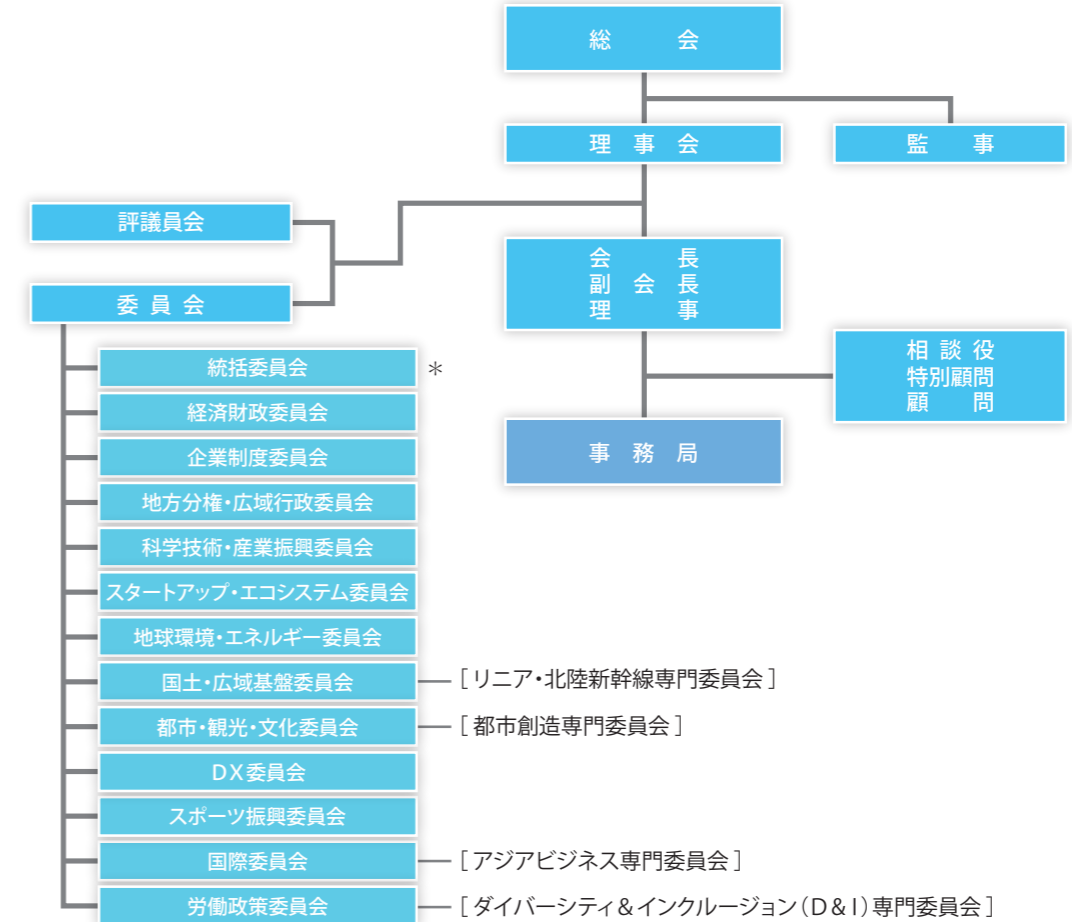 総会
理事会
監事
評議員会
委員会
会長
副会長
理事
相談役
特別顧問
顧問
事務局
統括委員会 ＊
経済財政委員会
企業制度委員会
地方分権・広域行政委員会
科学技術・産業振興委員会
スタートアップ・エコシステム委員会
地球環境・エネルギー委員会
国土・広域基盤委員会 [リニア・北陸新幹線専門委員会]
都市・観光・文化委員会 [都市創造専門委員会]
DX委員会
スポーツ振興委員会
国際委員会 [アジアビジネス専門委員会]
労働政策委員会 [ダイバーシティ＆インクルージョン（D＆I）専門委員会]